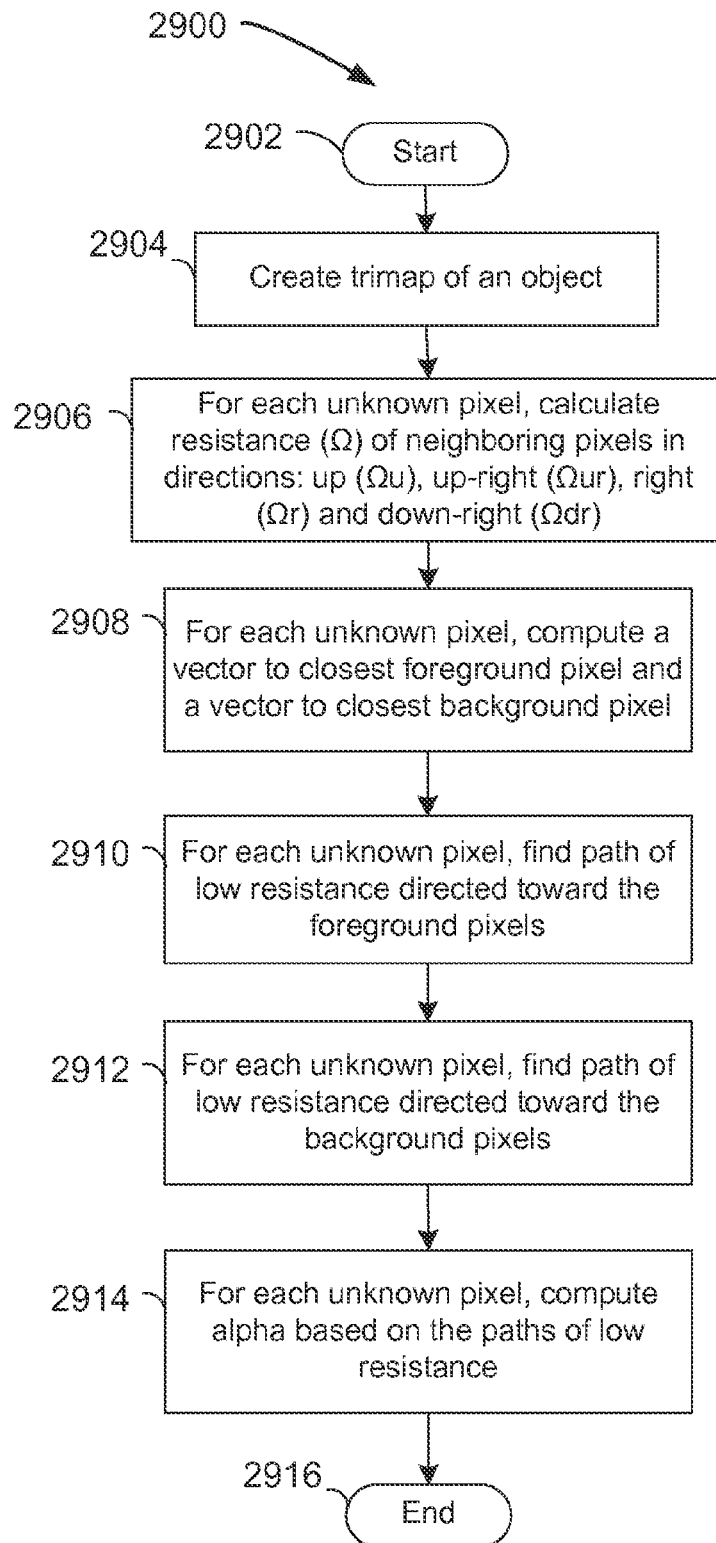 2900
2902
Start
2904
Create trimap of an object
2906
For each unknown pixel, calculate
resistance (Ω) of neighboring pixels in
directions: up (Ωu), up-right (Ωur), right
(Ωr) and down-right (Ωdr)
2908
For each unknown pixel, compute a
vector to closest foreground pixel and
a vector to closest background pixel
2910
For each unknown pixel, find path of
low resistance directed toward the
foreground pixels
2912
For each unknown pixel, find path of
low resistance directed toward the
background pixels
2914
For each unknown pixel, compute
alpha based on the paths of low
resistance
2916
End